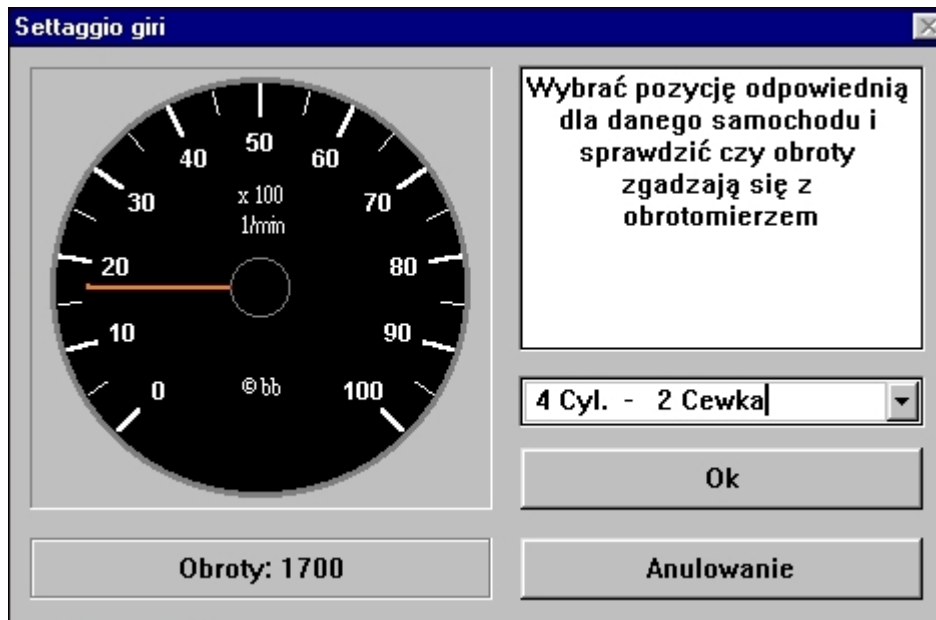 Settaggio giri
50
40
60
30
x 100
70
1/min
20
80
10
90
0
© bb
100
Obroty: 1700
Wybrać pozycję odpowiednią
dla danego samochodu i
sprawdzić czy obroty
zgadzają się z
obrotomierzem
4 Cyl. - 2 Cewka
Ok
Anulowanie